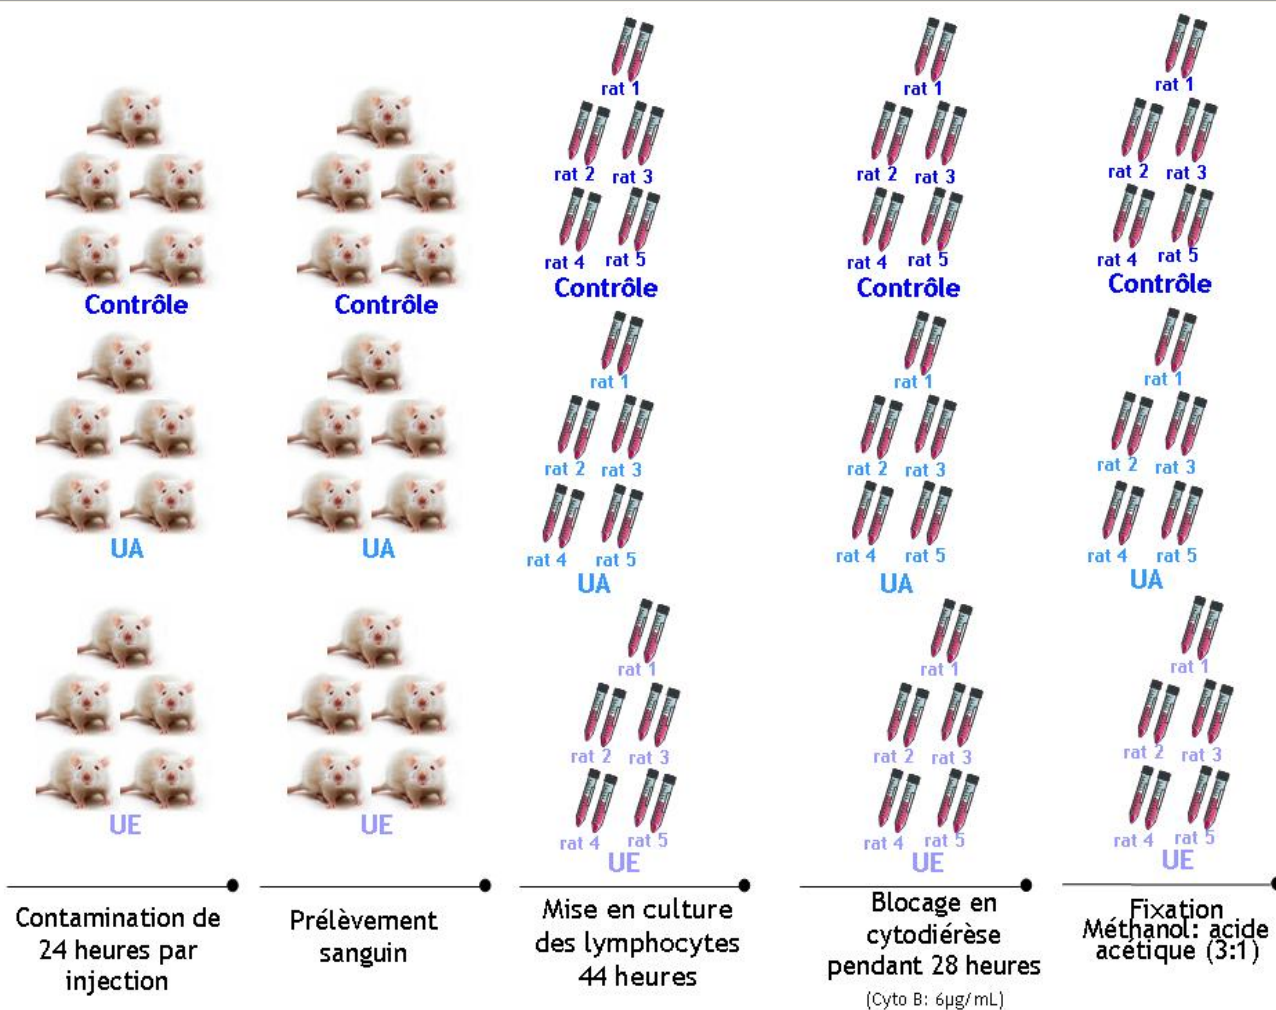 rat 1
rat 1
rat 1
rat 2 rat 3
rat 2 rat 3
rat 2 rat 3
rat 4 rat 5
rat 4 rat 5
rat 4 rat 5
Contrôle
Contrôle
Contrôle
Contrôle
Contrôle
rat 1
rat 1
rat 1
rat 2 rat 3
rat 2 rat 3
rat 2 rat 3
rat 4 rat 5
rat 4 rat 5
rat 4 rat 5
UA
UA
UA
UA
UA
rat 1
rat 1
rat 1
rat 2 rat 3
rat 2 rat 3
rat 2 rat 3
rat 4 rat 5
rat 4 rat 5
rat 4 rat 5
UE
UE
UE
UE
UE
Contamination de
24 heures par
injection
Prélèvement
sanguin
Mise en culture
des lymphocytes
44 heures
Blocage en
cytodiérèse
pendant 28 heures
(Cyto B: 6µg/mL)
Fixation
Méthanol: acide
acétique (3:1)